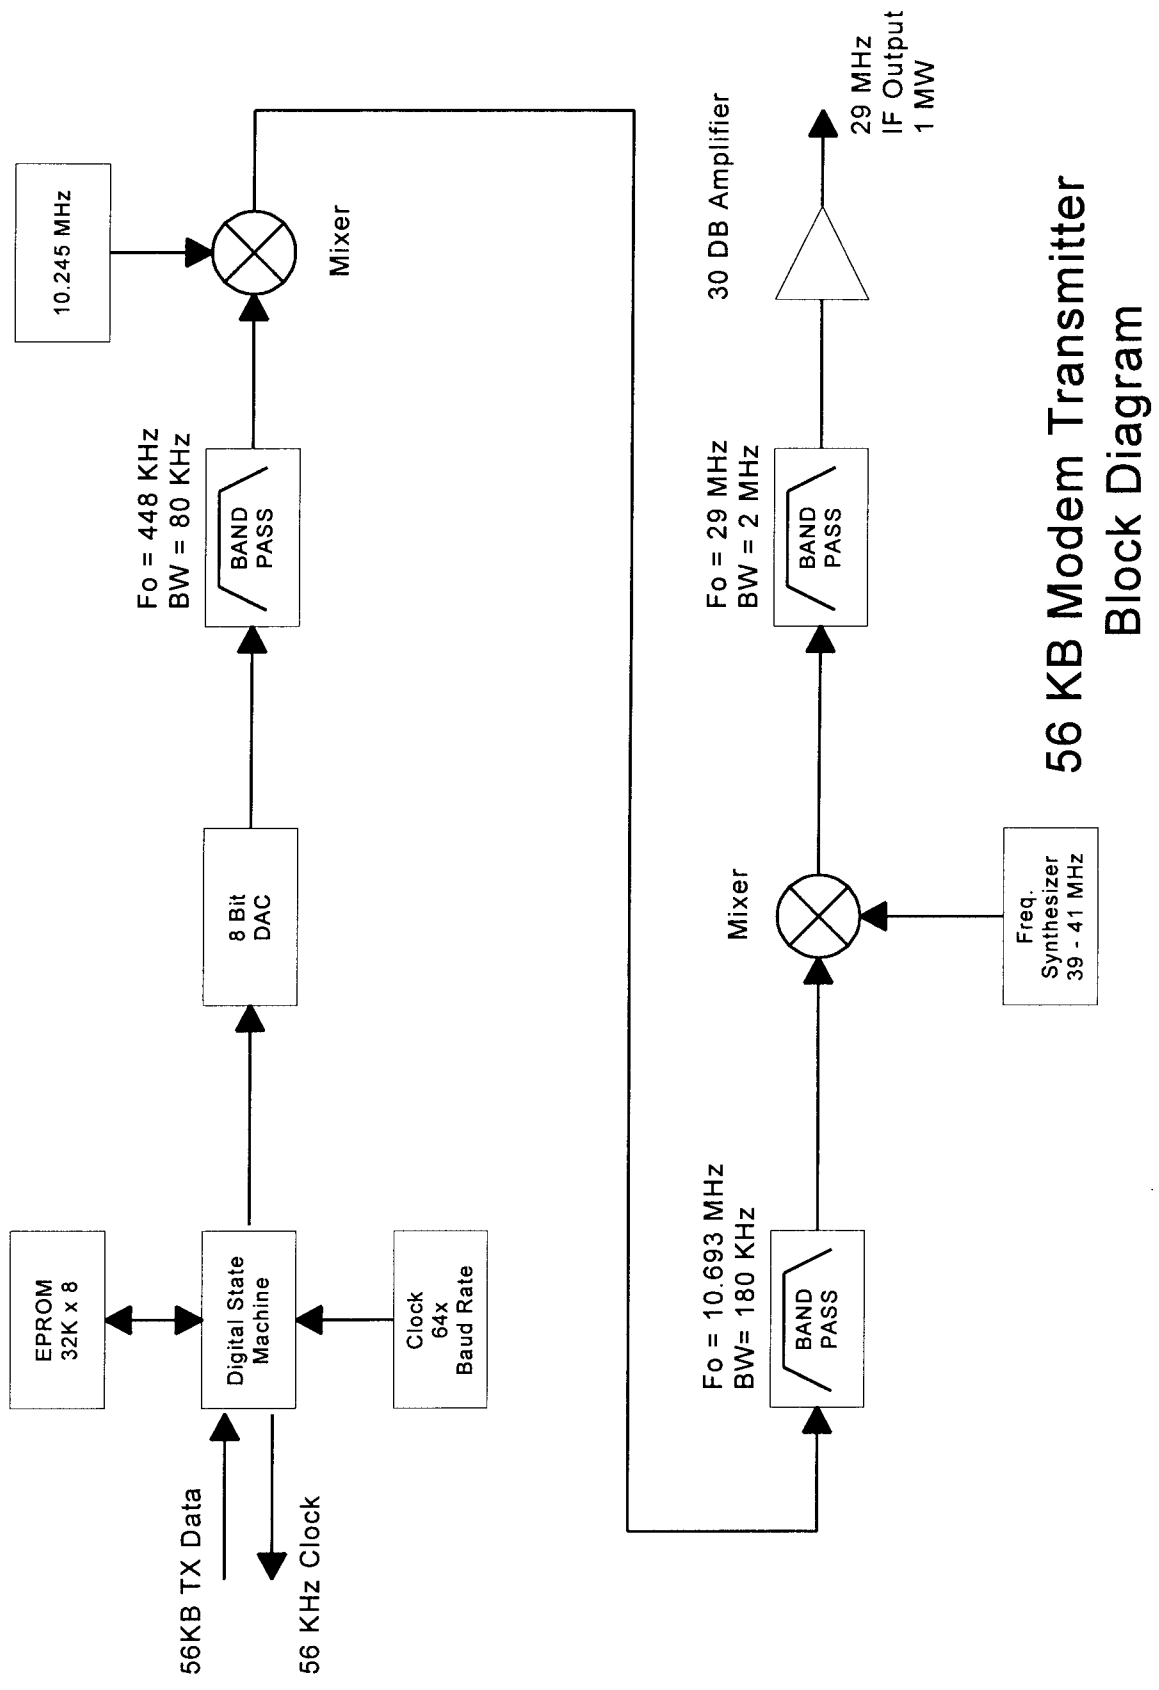 EPROM
32K x 8
10.245 MHz
Fo = 448 KHz
BW = 80 KHz
56KB TX Data
Digital State
Machine
8 Bit
DAC
BAND
PASS
56 KHz Clock
Mixer
Clock
64x
Baud Rate
Fo = 10.693 MHz
BW= 180 KHz
Mixer
Fo = 29 MHz
BW = 2 MHz
30 DB Amplifier
BAND
PASS
BAND
PASS
29 MHz
IF Output
1 MW
Freq.
Synthesizer
39 - 41 MHz
56 KB Modem Transmitter
Block Diagram